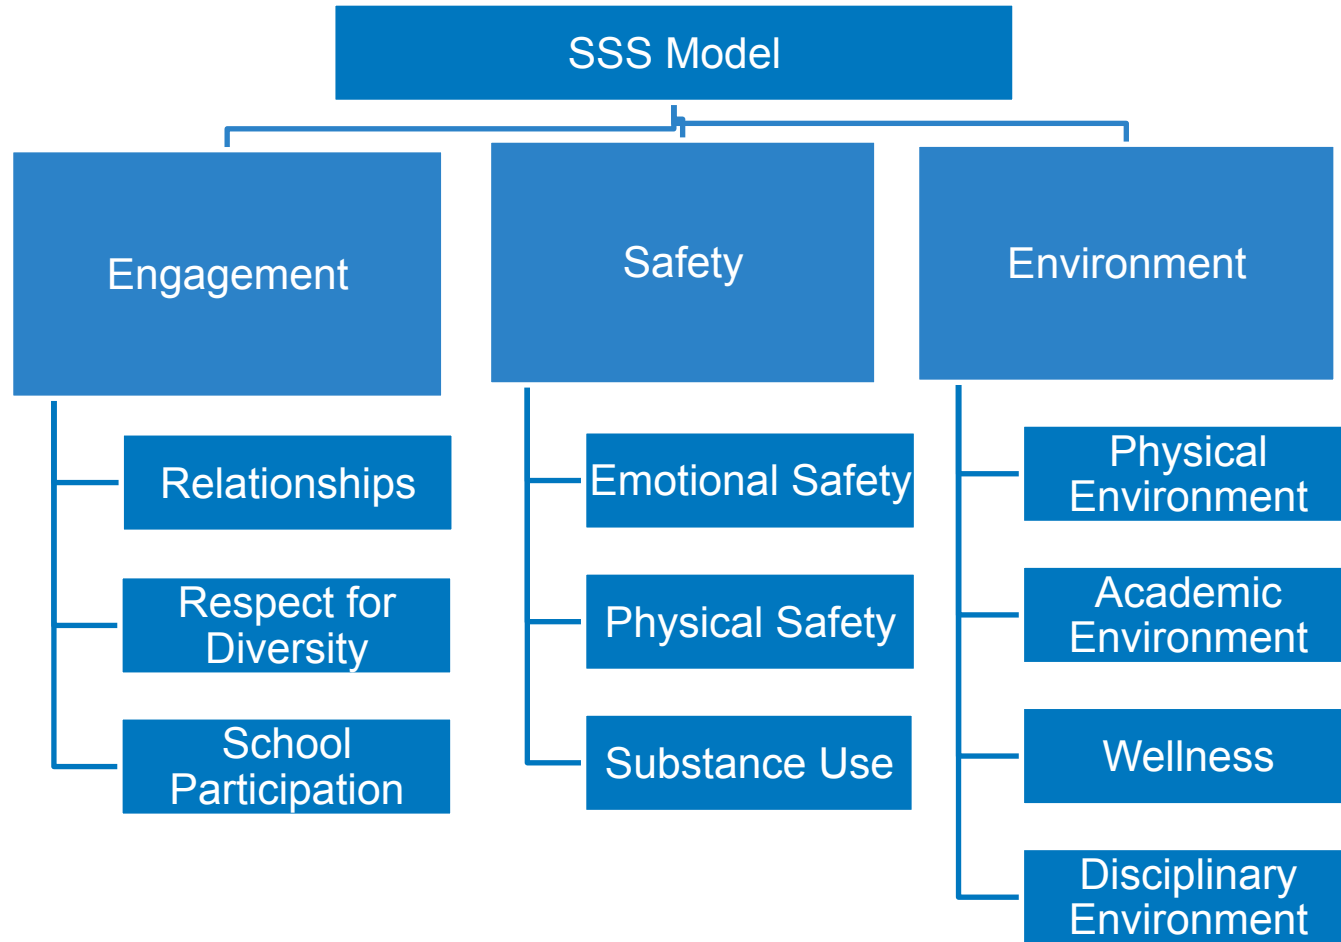 SSS Model
Engagement
Safety
Environment
Relationships
Respect for
Diversity
School
Participation
Emotional Safety
Physical Safety
Substance Use
Physical
Environment
Academic
Environment
Wellness
Disciplinary
Environment